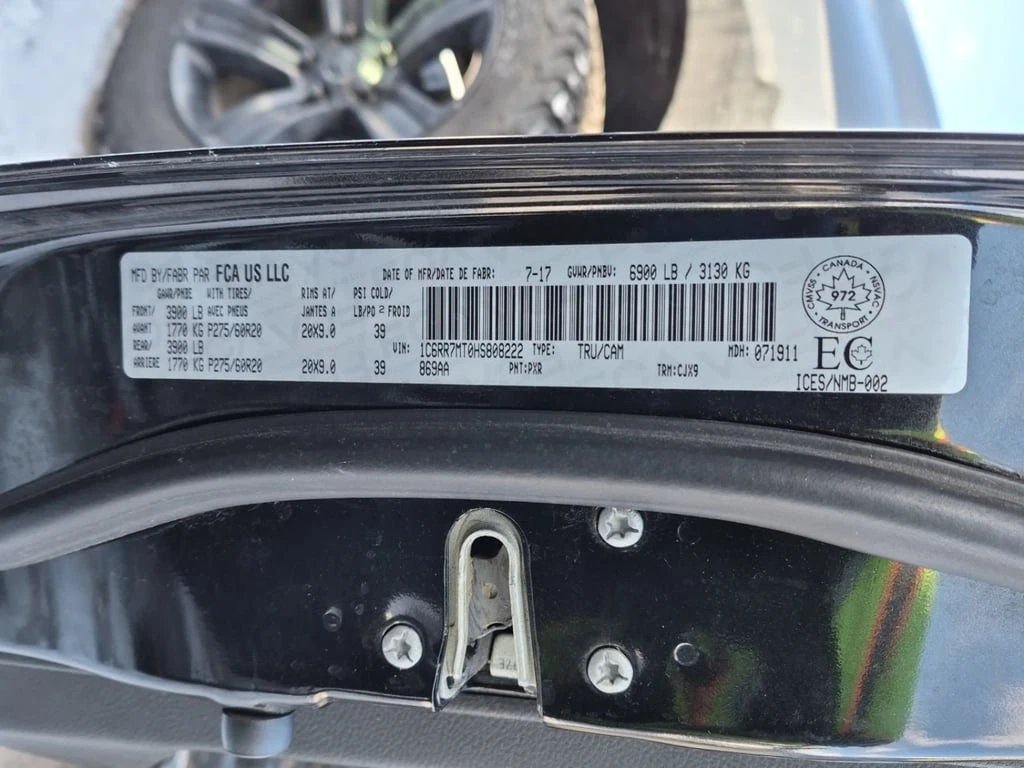 MFD BY/FABR PAR FCA US LLC DATE OF MFR/DATE DE FABR: 7-17 GVWR/PNBV: 6900 LB / 3130 KG
GAWR/PNBE WITH TIRES/ RIMS AT/ PSI COLD/
FRONT/ 3900 LB AVEC PNEUS JANTES A LB/PO² FROID
AVANT 1770 KG P275/60R20 20X9.0 39
REAR/ 3900 LB
ARRIERE 1770 KG P275/60R20 20X9.0 39
VIN: 1C6RR7MT0HS808222 TYPE: TRU/CAM MDH: 071911
869AA PNT:PXR TRM:CJX9
CANADA
CMVSS 972 NSVAC
TRANSPORT
EC
ICES/NMB-002